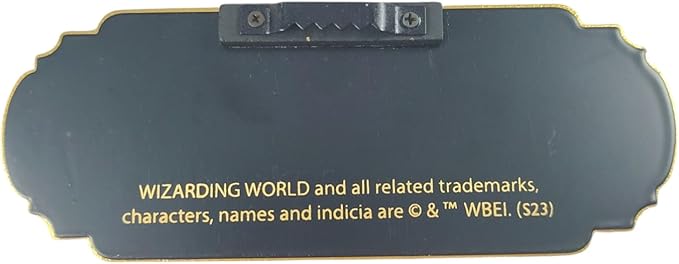 WIZARDING WORLD and all related trademarks,
characters, names and indicia are © & ™ WBEI. (S23)